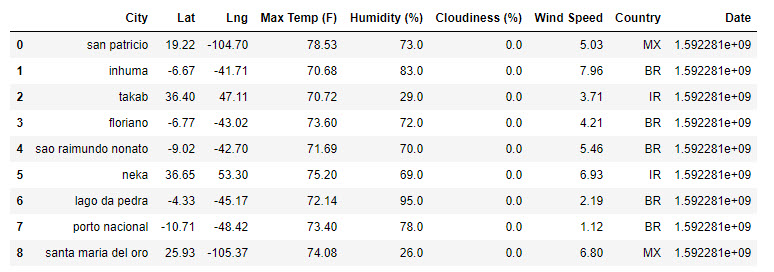 City Lat Lng Max Temp (F) Humidity (%) Cloudiness (%) Wind Speed Country Date
0 san patricio 19.22 -104.70 78.53 73.0 0.0 5.03 MX 1.592281e+09
1 inhuma -6.67 -41.71 70.68 83.0 0.0 7.96 BR 1.592281e+09
2 takab 36.40 47.11 70.72 29.0 0.0 3.71 IR 1.592281e+09
3 floriano -6.77 -43.02 73.60 72.0 0.0 4.21 BR 1.592281e+09
4 sao raimundo nonato -9.02 -42.70 71.69 70.0 0.0 5.46 BR 1.592281e+09
5 neka 36.65 53.30 75.20 69.0 0.0 6.93 IR 1.592281e+09
6 lago da pedra -4.33 -45.17 72.14 95.0 0.0 2.19 BR 1.592281e+09
7 porto nacional -10.71 -48.42 73.40 78.0 0.0 1.12 BR 1.592281e+09
8 santa maria del oro 25.93 -105.37 74.08 26.0 0.0 6.80 MX 1.592281e+09